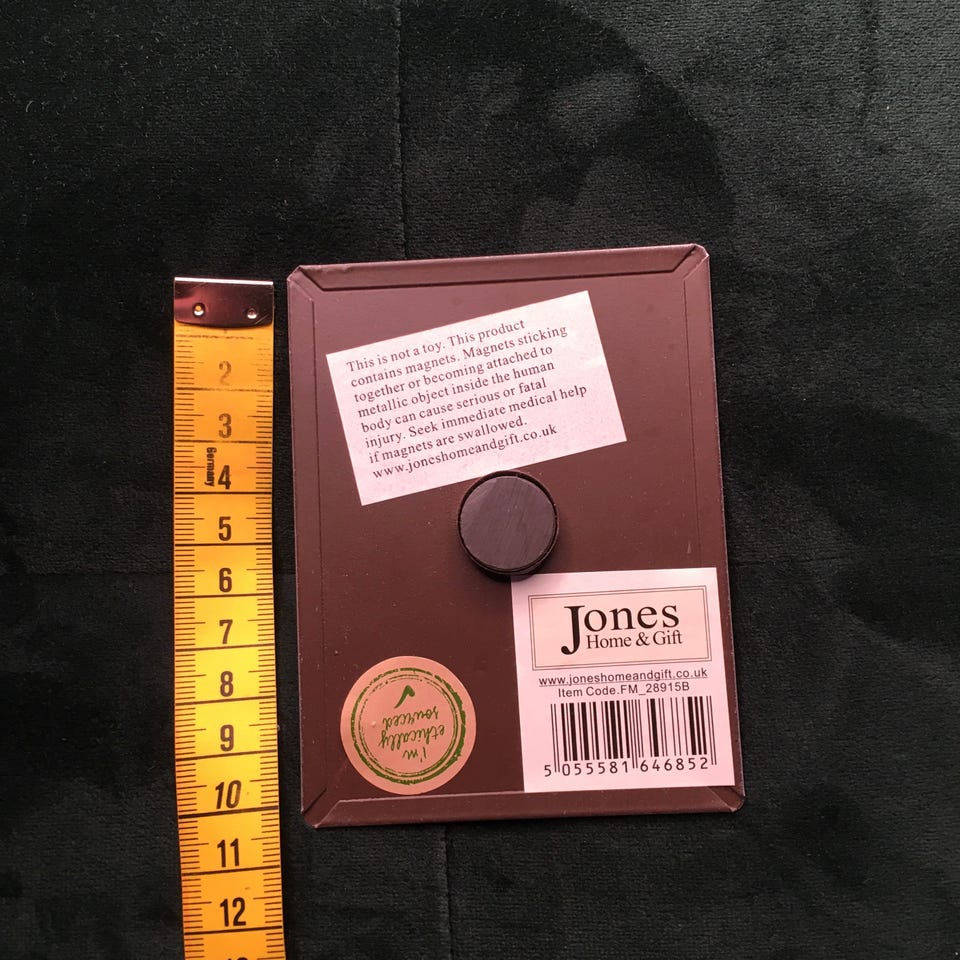 2
3
Germany
4
5
6
7
8
9
10
11
12
This is not a toy. This product
contains magnets. Magnets sticking
together or becoming attached to
metallic object inside the human
body can cause serious or fatal
injury. Seek immediate medical help
if magnets are swallowed.
www.joneshomeandgift.co.uk
Jones
Home & Gift
www.joneshomeandgift.co.uk
Item Code.FM_28915B
5 055581 646852
i'm
ethically
sourced